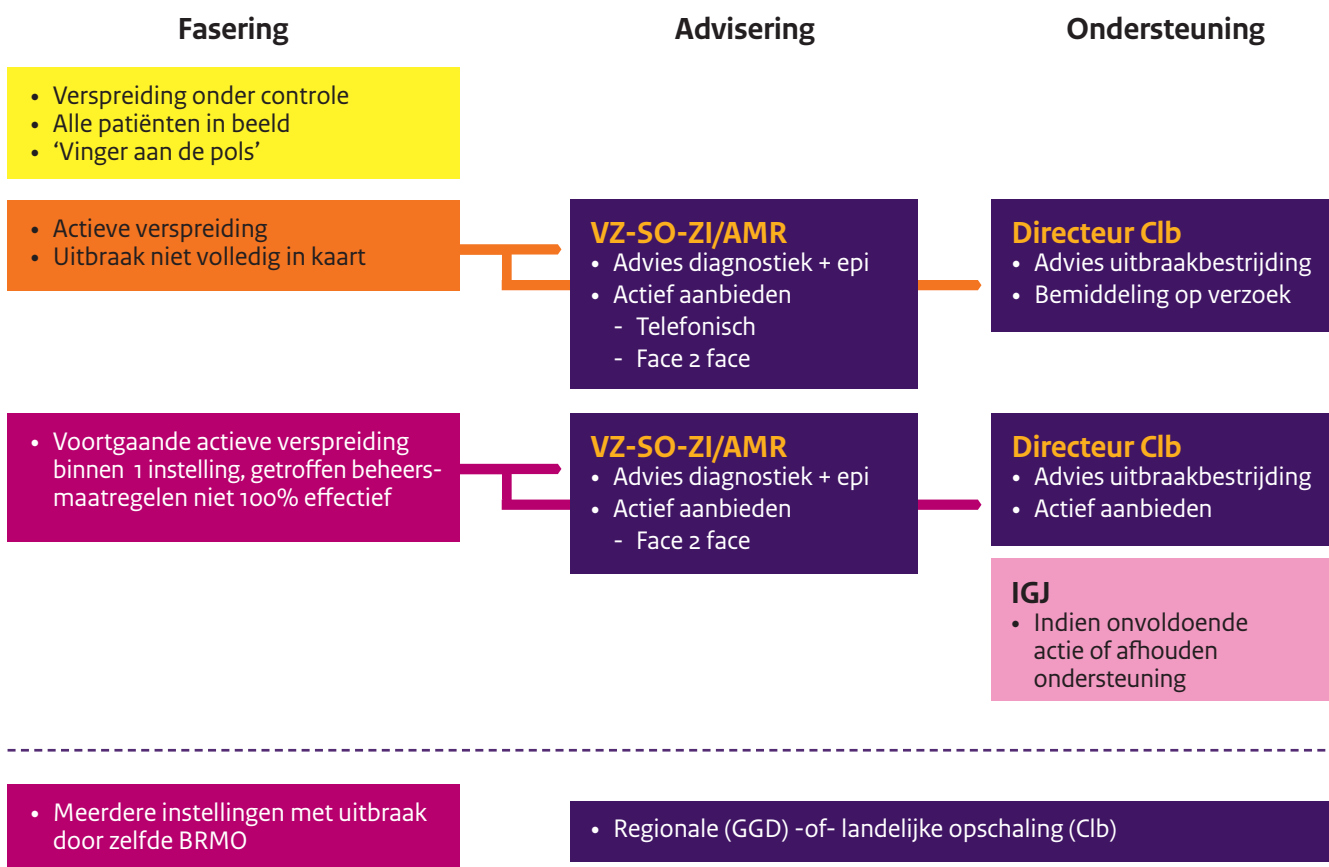 Fasering
Advisering
Ondersteuning
• Verspreiding onder controle
• Alle patiënten in beeld
• ‘Vinger aan de pols’
• Actieve verspreiding
• Uitbraak niet volledig in kaart
VZ-SO-ZI/AMR
• Advies diagnostiek + epi
• Actief aanbieden
- Telefonisch
- Face 2 face
Directeur Clb
• Advies uitbraakbestrijding
• Bemiddeling op verzoek
• Voortgaande actieve verspreiding
binnen 1 instelling, getroffen beheers-
maatregelen niet 100% effectief
VZ-SO-ZI/AMR
• Advies diagnostiek + epi
• Actief aanbieden
- Face 2 face
Directeur Clb
• Advies uitbraakbestrijding
• Actief aanbieden
IGJ
• Indien onvoldoende
actie of afhouden
ondersteuning
• Meerdere instellingen met uitbraak
door zelfde BRMO
• Regionale (GGD) -of- landelijke opschaling (Clb)